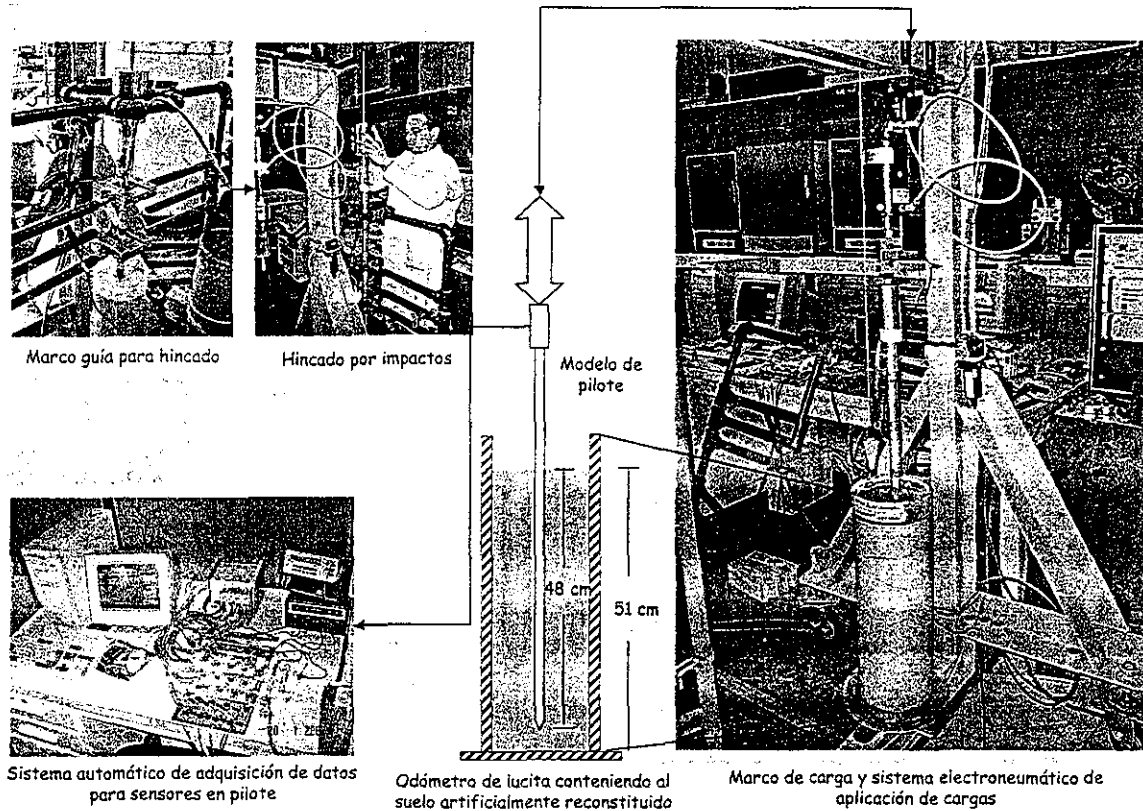 Marco guía para hincado
Hincado por impactos
Modelo de
pilote
48 cm
51 cm
Sistema automático de adquisición de datos
para sensores en pilote
Odómetro de lucita conteniendo al
suelo artificialmente reconstituido
Marco de carga y sistema electroneumático de
aplicación de cargas